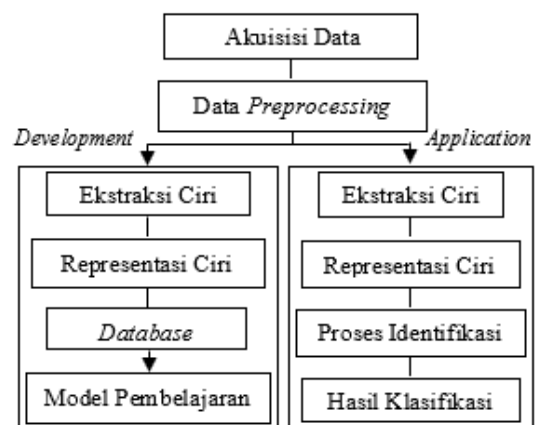 Akuisisi Data
Data Preprocessing
Development
Application
Ekstraksi Ciri
Representasi Ciri
Database
Model Pembelajaran
Ekstraksi Ciri
Representasi Ciri
Proses Identifikasi
Hasil Klasifikasi